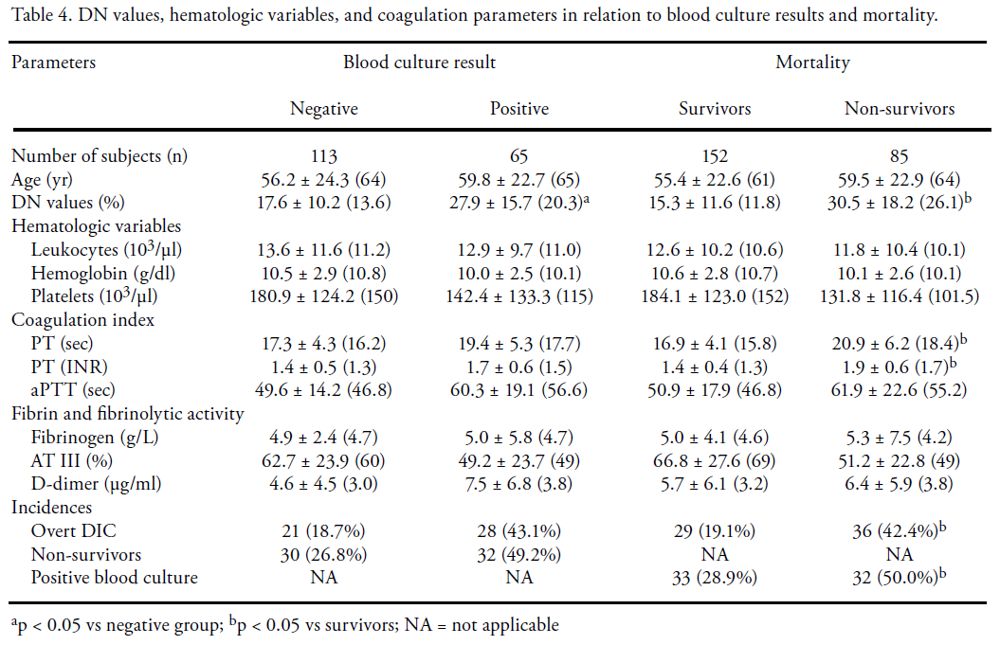 Table 4. DN values, hematologic variables, and coagulation parameters in relation to blood culture results and mortality.
Parameters Blood culture result Mortality
Negative Positive Survivors Non-survivors
Number of subjects (n) 113 65 152 85
Age (yr) 56.2 ± 24.3 (64) 59.8 ± 22.7 (65) 55.4 ± 22.6 (61) 59.5 ± 22.9 (64)
DN values (%) 17.6 ± 10.2 (13.6) 27.9 ± 15.7 (20.3)ᵃ 15.3 ± 11.6 (11.8) 30.5 ± 18.2 (26.1)ᵇ
Hematologic variables
Leukocytes (10³/µl) 13.6 ± 11.6 (11.2) 12.9 ± 9.7 (11.0) 12.6 ± 10.2 (10.6) 11.8 ± 10.4 (10.1)
Hemoglobin (g/dl) 10.5 ± 2.9 (10.8) 10.0 ± 2.5 (10.1) 10.6 ± 2.8 (10.7) 10.1 ± 2.6 (10.1)
Platelets (10³/µl) 180.9 ± 124.2 (150) 142.4 ± 133.3 (115) 184.1 ± 123.0 (152) 131.8 ± 116.4 (101.5)
Coagulation index
PT (sec) 17.3 ± 4.3 (16.2) 19.4 ± 5.3 (17.7) 16.9 ± 4.1 (15.8) 20.9 ± 6.2 (18.4)ᵇ
PT (INR) 1.4 ± 0.5 (1.3) 1.7 ± 0.6 (1.5) 1.4 ± 0.4 (1.3) 1.9 ± 0.6 (1.7)ᵇ
aPTT (sec) 49.6 ± 14.2 (46.8) 60.3 ± 19.1 (56.6) 50.9 ± 17.9 (46.8) 61.9 ± 22.6 (55.2)
Fibrin and fibrinolytic activity
Fibrinogen (g/L) 4.9 ± 2.4 (4.7) 5.0 ± 5.8 (4.7) 5.0 ± 4.1 (4.6) 5.3 ± 7.5 (4.2)
AT III (%) 62.7 ± 23.9 (60) 49.2 ± 23.7 (49) 66.8 ± 27.6 (69) 51.2 ± 22.8 (49)
D-dimer (µg/ml) 4.6 ± 4.5 (3.0) 7.5 ± 6.8 (3.8) 5.7 ± 6.1 (3.2) 6.4 ± 5.9 (3.8)
Incidences
Overt DIC 21 (18.7%) 28 (43.1%) 29 (19.1%) 36 (42.4%)ᵇ
Non-survivors 30 (26.8%) 32 (49.2%) NA NA
Positive blood culture NA NA 33 (28.9%) 32 (50.0%)ᵇ
ᵃp < 0.05 vs negative group; ᵇp < 0.05 vs survivors; NA = not applicable